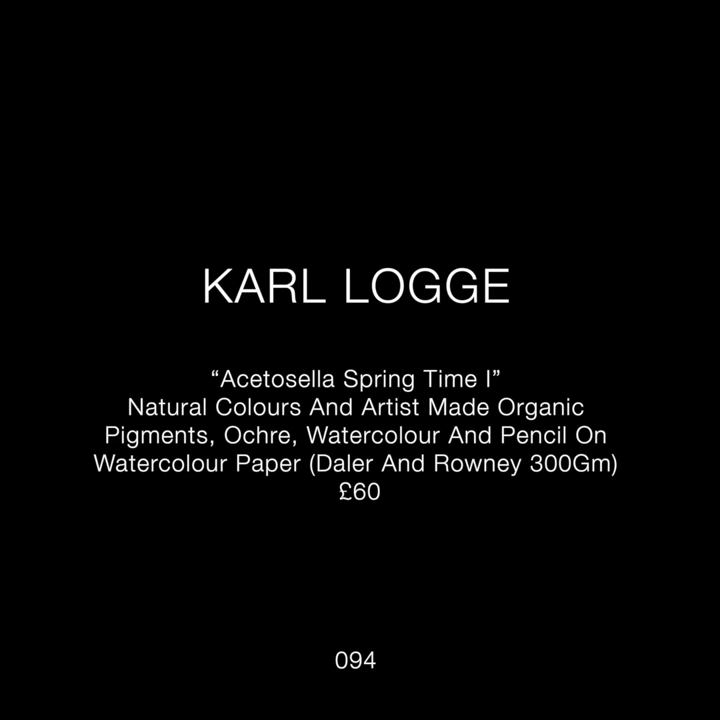 KARL LOGGE
“Acetosella Spring Time I”
Natural Colours And Artist Made Organic
Pigments, Ochre, Watercolour And Pencil On
Watercolour Paper (Daler And Rowney 300Gm)
£60
094